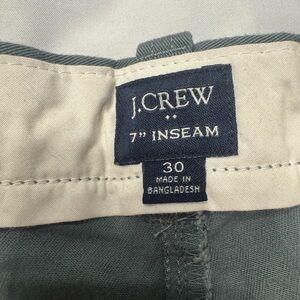 J.CREW
7" INSEAM
30
MADE IN
BANGLADESH